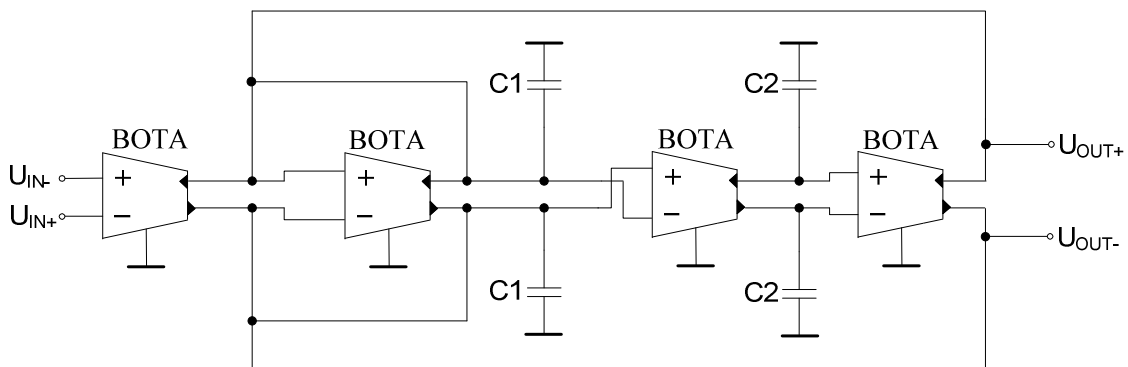 C1
C2
BOTA
BOTA
BOTA
BOTA
UIN-
UIN+
+
−
+
−
+
−
+
−
UOUT+
UOUT-
C1
C2